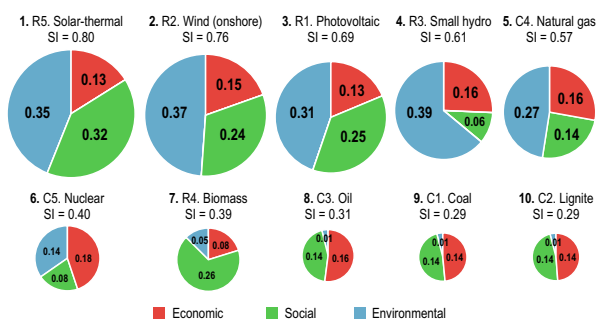 1. R5. Solar-thermal
SI = 0.80
2. R2. Wind (onshore)
SI = 0.76
3. R1. Photovoltaic
SI = 0.69
4. R3. Small hydro
SI = 0.61
5. C4. Natural gas
SI = 0.57
0.13
0.35
0.32
0.15
0.37
0.24
0.13
0.31
0.25
0.16
0.39
0.06
0.16
0.27
0.14
6. C5. Nuclear
SI = 0.40
7. R4. Biomass
SI = 0.39
8. C3. Oil
SI = 0.31
9. C1. Coal
SI = 0.29
10. C2. Lignite
SI = 0.29
0.14
0.18
0.08
0.05
0.08
0.26
0.01
0.14
0.16
0.01
0.14
0.14
0.01
0.14
0.14
Economic
Social
Environmental